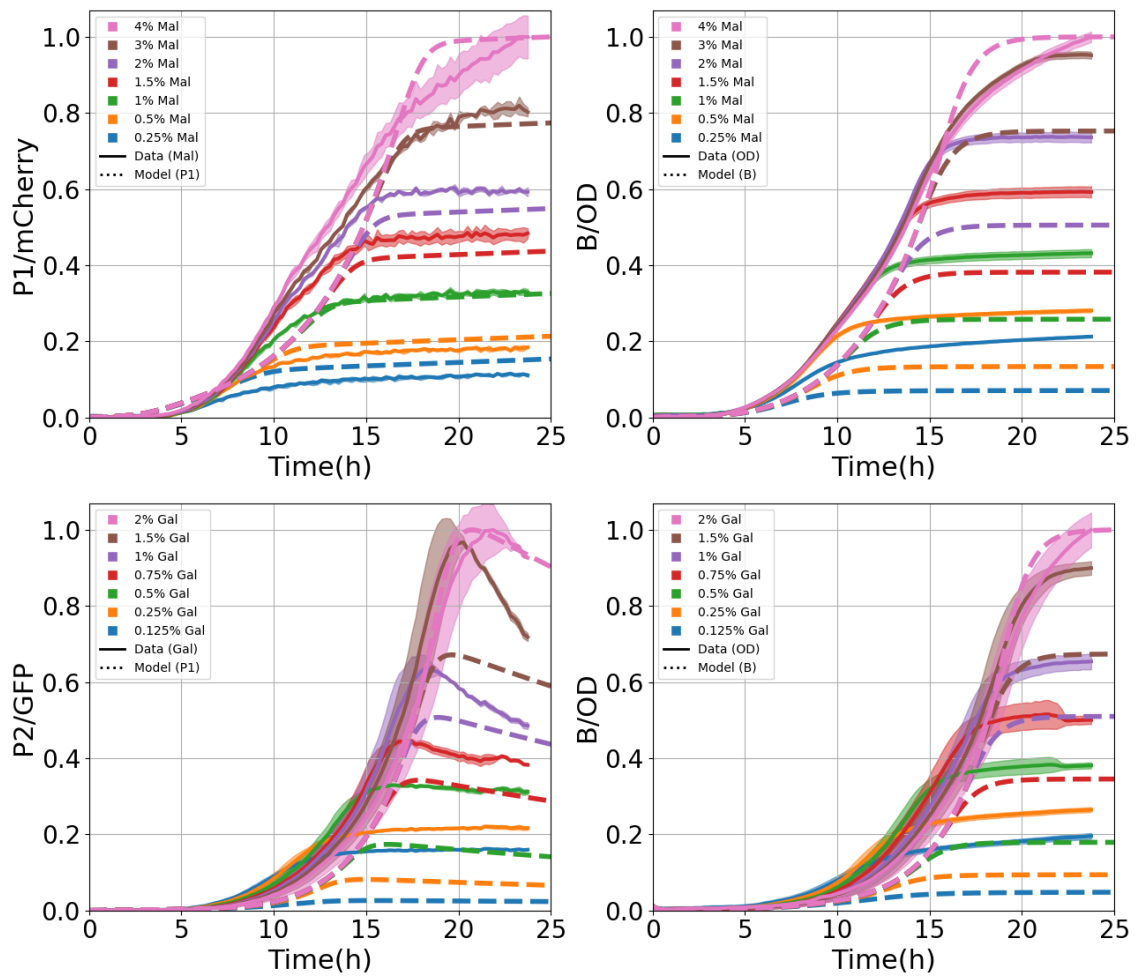 4% Mal
3% Mal
2% Mal
1.5% Mal
1% Mal
0.5% Mal
0.25% Mal
Data (Mal)
Model (P1)
1.0
0.8
0.6
0.4
0.2
0.0
P1/mCherry
0 5 10 15 20 25
Time(h)
4% Mal
3% Mal
2% Mal
1.5% Mal
1% Mal
0.5% Mal
0.25% Mal
Data (OD)
Model (B)
1.0
0.8
0.6
0.4
0.2
0.0
B/OD
0 5 10 15 20 25
Time(h)
2% Gal
1.5% Gal
1% Gal
0.75% Gal
0.5% Gal
0.25% Gal
0.125% Gal
Data (Gal)
Model (P1)
1.0
0.8
0.6
0.4
0.2
0.0
P2/GFP
0 5 10 15 20 25
Time(h)
2% Gal
1.5% Gal
1% Gal
0.75% Gal
0.5% Gal
0.25% Gal
0.125% Gal
Data (OD)
Model (B)
1.0
0.8
0.6
0.4
0.2
0.0
B/OD
0 5 10 15 20 25
Time(h)